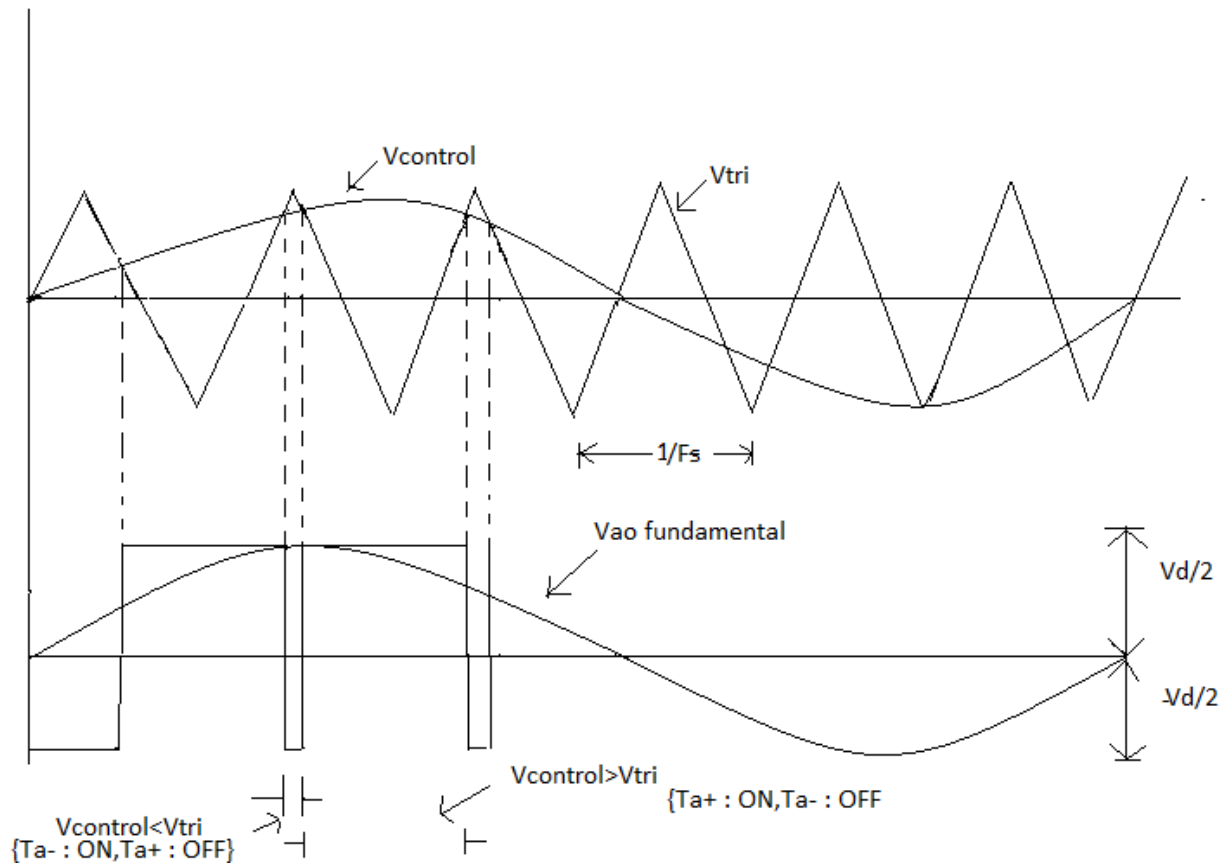 Vcontrol
Vtri
1/Fs
Vao fundamental
Vd/2
-Vd/2
Vcontrol>Vtri
{Ta+ : ON,Ta- : OFF
Vcontrol<Vtri
{Ta- : ON,Ta+ : OFF}